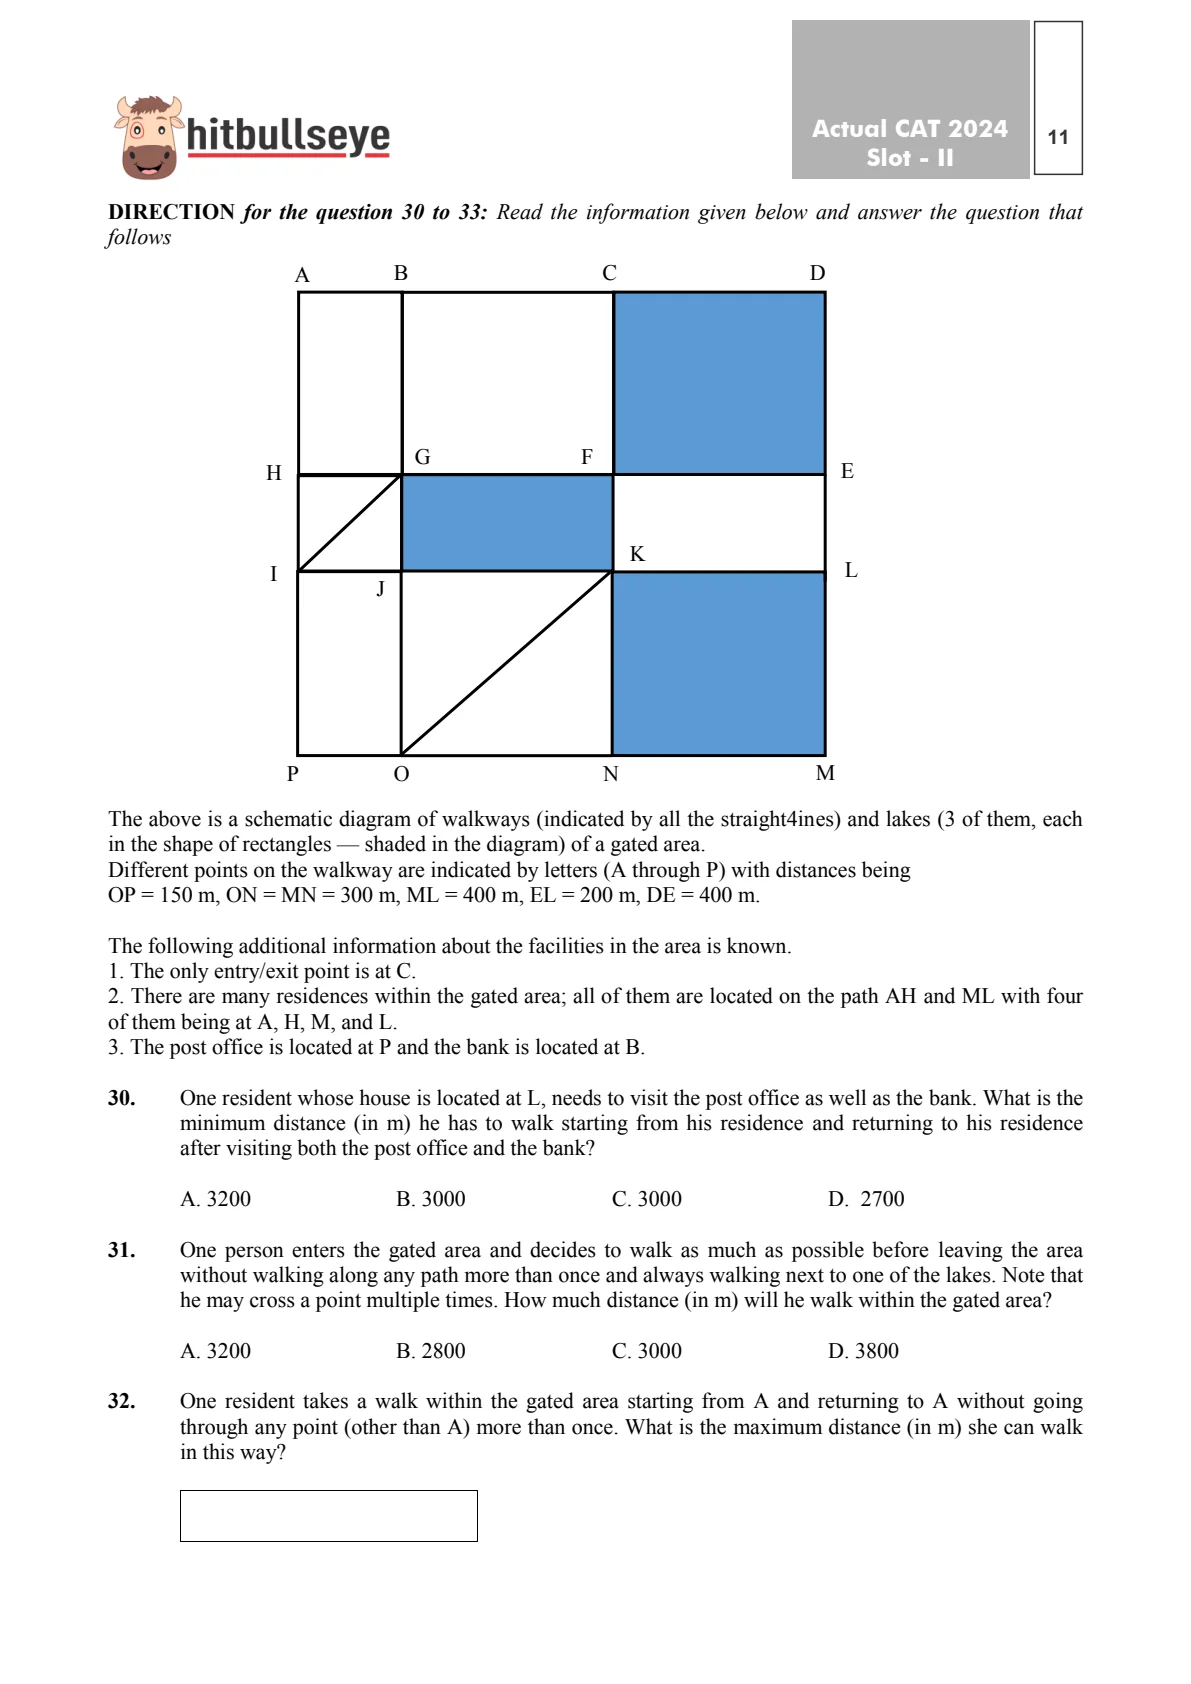 hitbullseye
Actual CAT 2024
Slot - II
11
DIRECTION for the question 30 to 33: Read the information given below and answer the question that
follows
A B C D
G F
H E
K
I L
J
P O N M
The above is a schematic diagram of walkways (indicated by all the straight4ines) and lakes (3 of them, each
in the shape of rectangles — shaded in the diagram) of a gated area.
Different points on the walkway are indicated by letters (A through P) with distances being
OP = 150 m, ON = MN = 300 m, ML = 400 m, EL = 200 m, DE = 400 m.
The following additional information about the facilities in the area is known.
1. The only entry/exit point is at C.
2. There are many residences within the gated area; all of them are located on the path AH and ML with four
of them being at A, H, M, and L.
3. The post office is located at P and the bank is located at B.
30. One resident whose house is located at L, needs to visit the post office as well as the bank. What is the
minimum distance (in m) he has to walk starting from his residence and returning to his residence
after visiting both the post office and the bank?
A. 3200 B. 3000 C. 3000 D. 2700
31. One person enters the gated area and decides to walk as much as possible before leaving the area
without walking along any path more than once and always walking next to one of the lakes. Note that
he may cross a point multiple times. How much distance (in m) will he walk within the gated area?
A. 3200 B. 2800 C. 3000 D. 3800
32. One resident takes a walk within the gated area starting from A and returning to A without going
through any point (other than A) more than once. What is the maximum distance (in m) she can walk
in this way?